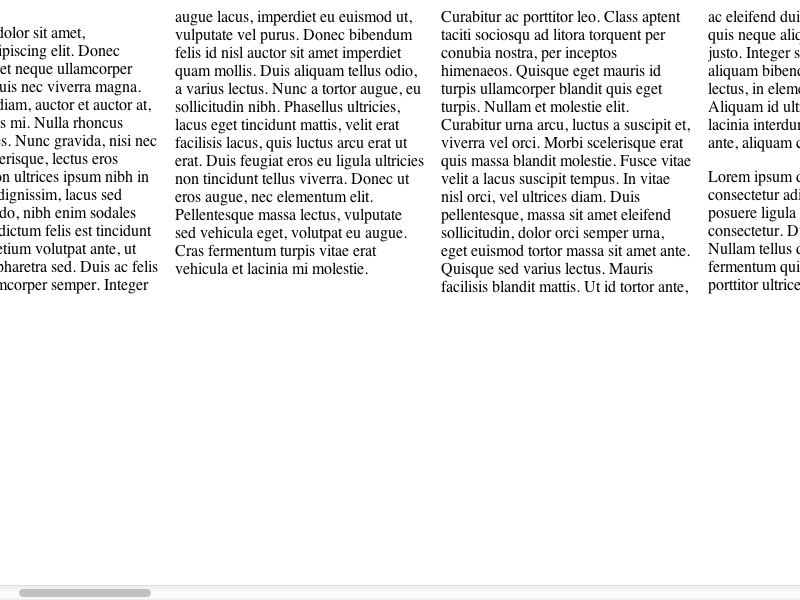 dolor sit amet,
ipiscing elit. Donec
et neque ullamcorper
uis nec viverra magna.
diam, auctor et auctor at,
s mi. Nulla rhoncus
es. Nunc gravida, nisi nec
erisque, lectus eros
on ultrices ipsum nibh in
dignissim, lacus sed
do, nibh enim sodales
dictum felis est tincidunt
etium volutpat ante, ut
pharetra sed. Duis ac felis
mcorper semper. Integer
augue lacus, imperdiet eu euismod ut,
vulputate vel purus. Donec bibendum
felis id nisl auctor sit amet imperdiet
quam mollis. Duis aliquam tellus odio,
a varius lectus. Nunc a tortor augue, eu
sollicitudin nibh. Phasellus ultricies,
lacus eget tincidunt mattis, velit erat
facilisis lacus, quis luctus arcu erat ut
erat. Duis feugiat eros eu ligula ultricies
non tincidunt tellus viverra. Donec ut
eros augue, nec elementum elit.
Pellentesque massa lectus, vulputate
sed vehicula eget, volutpat eu augue.
Cras fermentum turpis vitae erat
vehicula et lacinia mi molestie.
Curabitur ac porttitor leo. Class aptent
taciti sociosqu ad litora torquent per
conubia nostra, per inceptos
himenaeos. Quisque eget mauris id
turpis ullamcorper blandit quis eget
turpis. Nullam et molestie elit.
Curabitur urna arcu, luctus a suscipit et,
viverra vel orci. Morbi scelerisque erat
quis massa blandit molestie. Fusce vitae
velit a lacus suscipit tempus. In vitae
nisl orci, vel ultrices diam. Duis
pellentesque, massa sit amet eleifend
sollicitudin, dolor orci semper urna,
eget euismod tortor massa sit amet ante.
Quisque sed varius lectus. Mauris
facilisis blandit mattis. Ut id tortor ante,
ac eleifend dui
quis neque aliq
justo. Integer s
aliquam bibend
lectus, in eleme
Aliquam id ult
lacinia interdun
ante, aliquam c
Lorem ipsum d
consectetur adi
posuere ligula
consectetur. D
Nullam tellus c
fermentum qui
porttitor ultrice